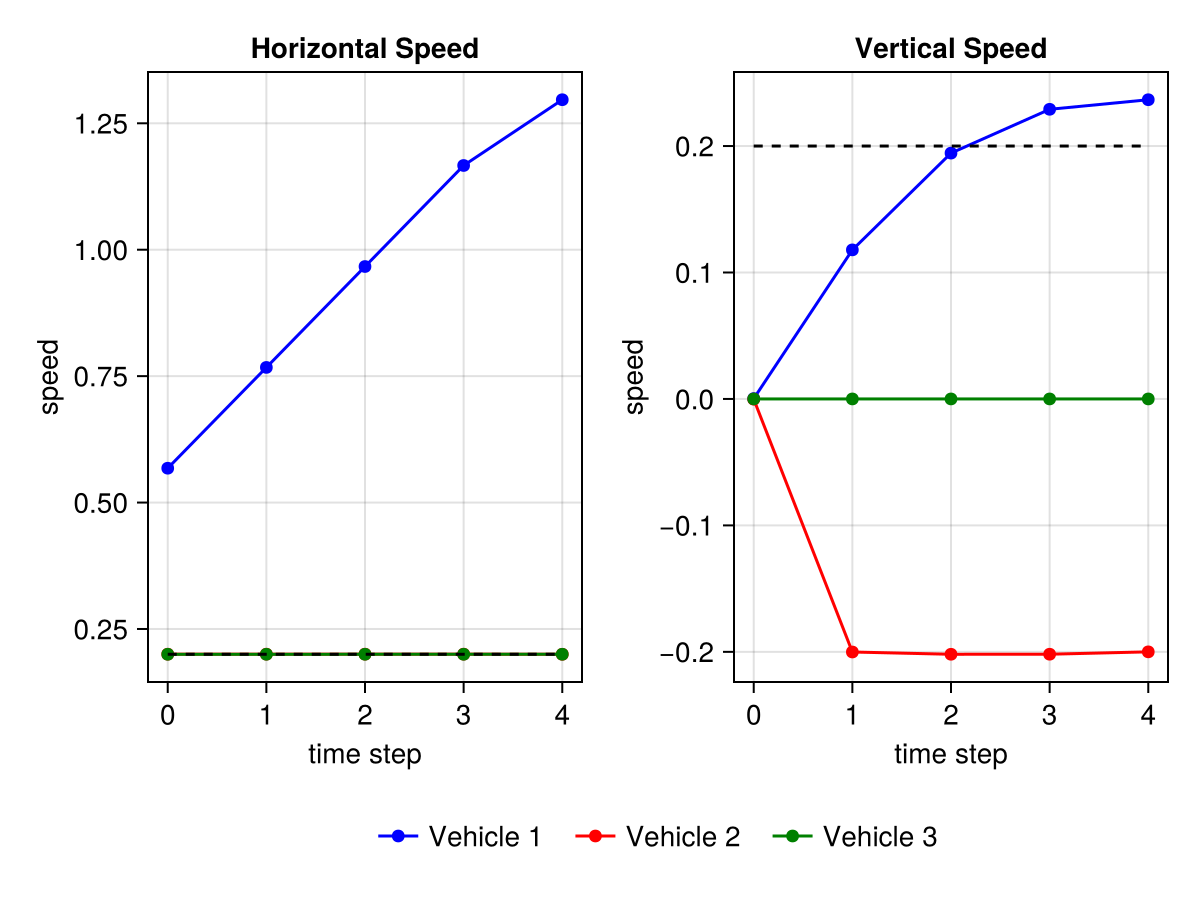 Horizontal Speed
1.25
1.00
0.75
0.50
0.25
speed
0 1 2 3 4
time step
Vertical Speed
0.2
0.1
0.0
−0.1
−0.2
speed
0 1 2 3 4
time step
Vehicle 1 Vehicle 2 Vehicle 3